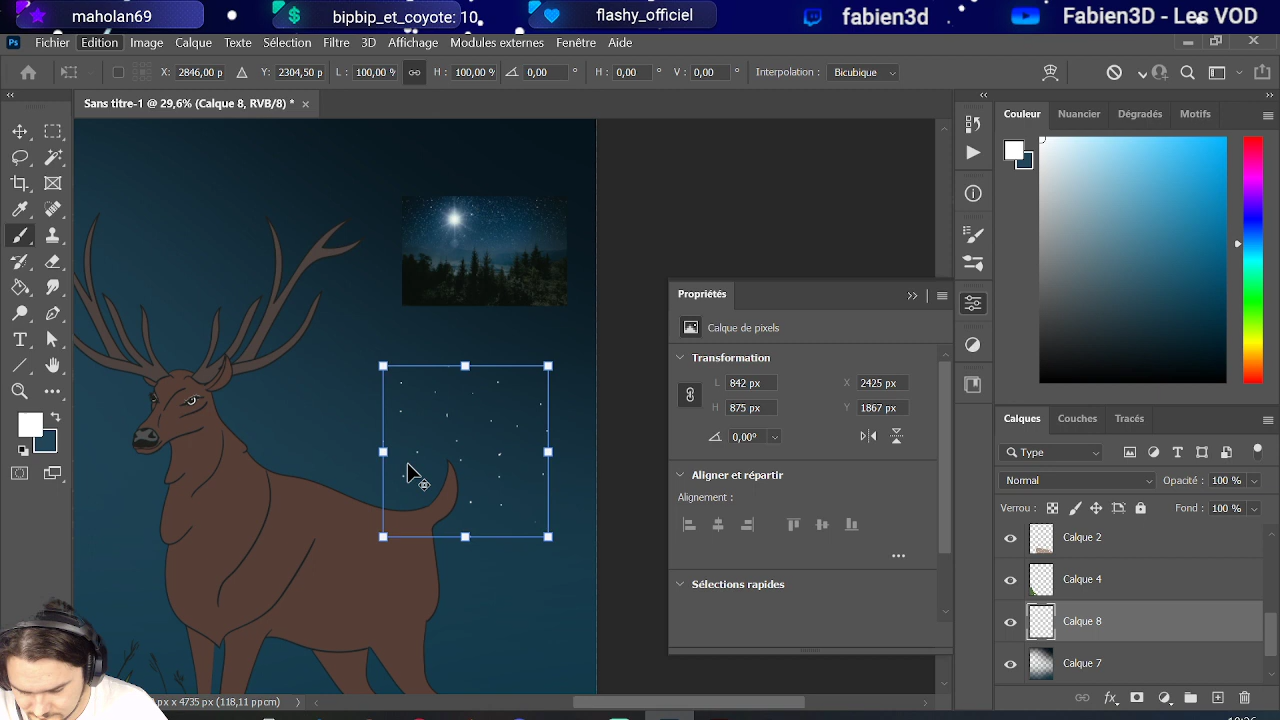 maholan69
bipbip_et_coyote: 10
flashy_officiel
fabien3d
Fabien3D - Les VOD
Ps
Fichier
Edition
Image
Calque
Texte
Sélection
Filtre
3D
Affichage
Modules externes
Fenêtre
Aide
X: 2846,00 p
Y: 2304,50 p
L : 100,00 %
H : 100,00 %
0,00 °
H : 0,00 °
V : 0,00 °
Interpolation : Bicubique
Sans titre-1 @ 29,6% (Calque 8, RVB/8) *
Couleur
Nuancier
Dégradés
Motifs
Propriétés
Calque de pixels
Transformation
L 842 px
X 2425 px
H 875 px
Y 1867 px
0,00°
Aligner et répartir
Alignement :
Sélections rapides
Calques
Couches
Tracés
Type
Normal
Opacité : 100 %
Verrou :
Fond : 100 %
Calque 2
Calque 4
Calque 8
Calque 7
px x 4735 px (118,11 ppcm)